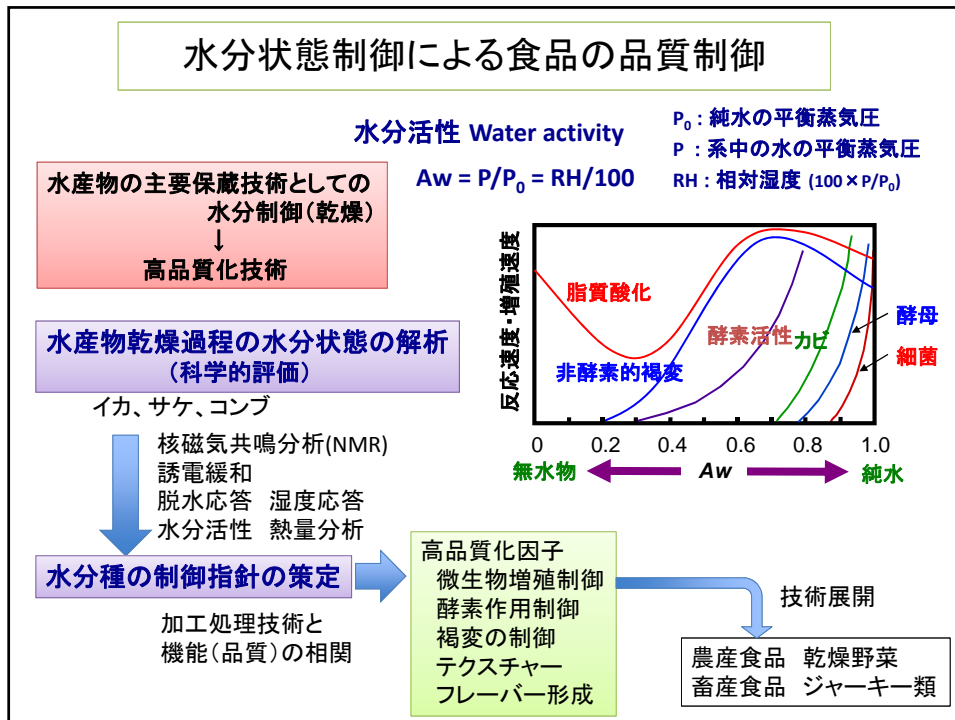 水分状態制御による食品の品質制御
水分活性 Water activity
Aw = P/P₀ = RH/100
P₀ : 純水の平衡蒸気圧
P : 系中の水の平衡蒸気圧
RH : 相対湿度 (100×P/P₀)
水産物の主要保蔵技術としての
水分制御(乾燥)
↓
高品質化技術
反応速度・増殖速度
脂質酸化
非酵素的褐変
酵素活性
カビ
酵母
細菌
0 0.2 0.4 0.6 0.8 1.0
無水物 Aw 純水
水産物乾燥過程の水分状態の解析
(科学的評価)
イカ、サケ、コンブ
核磁気共鳴分析(NMR)
誘電緩和
脱水応答 湿度応答
水分活性 熱量分析
水分種の制御指針の策定
加工処理技術と
機能(品質)の相関
高品質化因子
微生物増殖制御
酵素作用制御
褐変の制御
テクスチャー
フレーバー形成
技術展開
農産食品 乾燥野菜
畜産食品 ジャーキー類